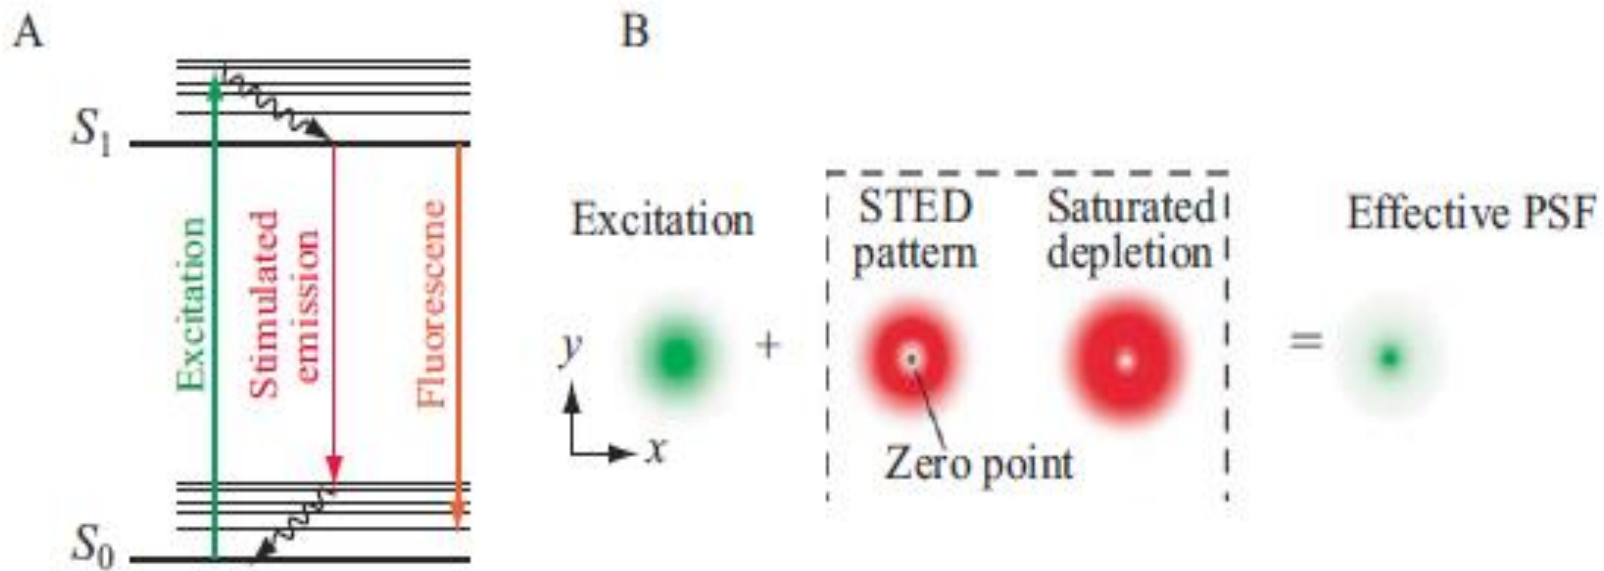 A
S1
Excitation
Stimulated
emission
Fluorescene
S0
B
Excitation
+
STED
pattern
Saturated
depletion
=
Effective PSF
y
x
Zero point